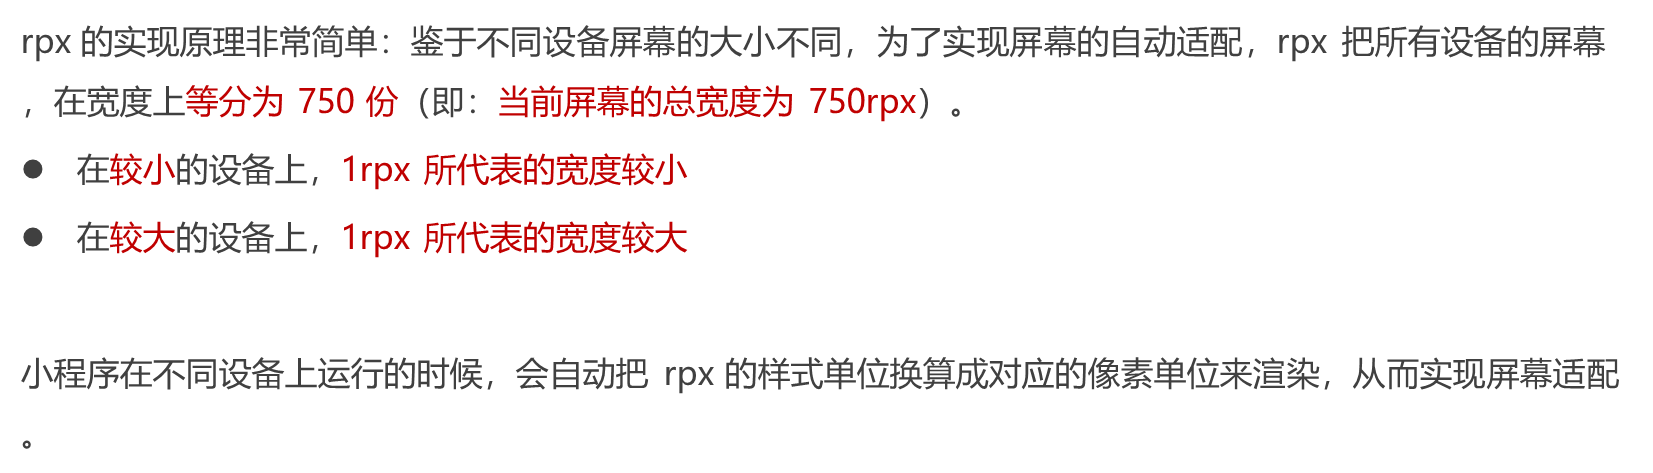 rpx 的实现原理非常简单：鉴于不同设备屏幕的大小不同，为了实现屏幕的自动适配，rpx 把所有设备的屏幕
，在宽度上等分为 750 份（即：当前屏幕的总宽度为 750rpx）。
● 在较小的设备上，1rpx 所代表的宽度较小
● 在较大的设备上，1rpx 所代表的宽度较大
小程序在不同设备上运行的时候，会自动把 rpx 的样式单位换算成对应的像素单位来渲染，从而实现屏幕适配
。